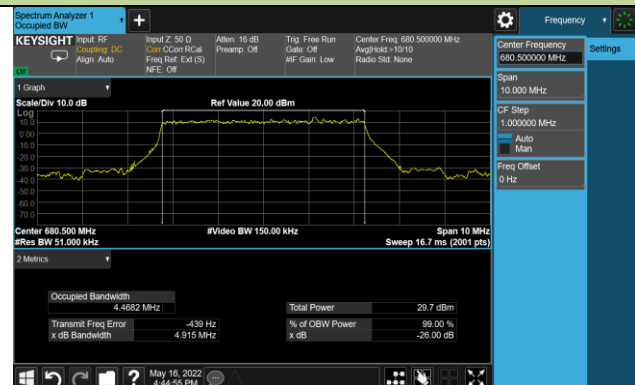 Spectrum Analyzer 1
Occupied BW
+
Frequency
KEYSIGHT
Input: RF
Coupling: DC
Align: Auto
Input Z: 50 Ω
Corr CCorr RCal
Freq Ref: Ext (S)
NFE: Off
Atten: 16 dB
Preamp: Off
Trig: Free Run
Gate: Off
#IF Gain: Low
Center Freq: 680.500000 MHz
Avg|Hold:>10/10
Radio Std: None
Center Frequency
680.500000 MHz
Settings
Span
10.000 MHz
CF Step
1.000000 MHz
Auto
Man
Freq Offset
0 Hz
1 Graph
Scale/Div 10.0 dB
Ref Value 20.00 dBm
Log
10.0
0.00
-10.0
-20.0
-30.0
-40.0
-50.0
-60.0
-70.0
Center 680.500 MHz
#Video BW 150.00 kHz
Span 10 MHz
#Res BW 51.000 kHz
Sweep 16.7 ms (2001 pts)
2 Metrics
Occupied Bandwidth
4.4682 MHz
Total Power
29.7 dBm
Transmit Freq Error
-439 Hz
% of OBW Power
99.00 %
x dB Bandwidth
4.915 MHz
x dB
-26.00 dB
?
May 16, 2022
4:44:55 PM